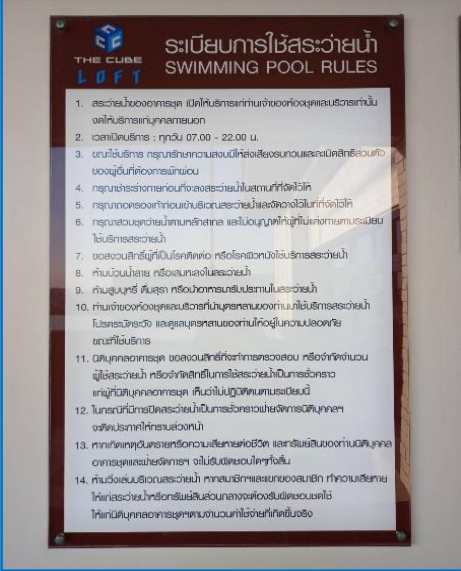 THE CUBE
LOFT
ระเบียบการใช้สระว่ายน้ำ
SWIMMING POOL RULES
1. สระว่ายน้ำของอาคารชุด เปิดให้บริการแก่ท่านเจ้าของห้องชุดและบริวารเท่านั้น
งดให้บริการแก่บุคคลภายนอก
2. เวลาเปิดบริการ : ทุกวัน 07.00 - 22.00 น.
3. ขณะใช้บริการ กรุณารักษาความสงบมิให้ส่งเสียงรบกวนและละเมิดสิทธิ์ส่วนตัว
ของผู้อื่นที่ต้องการพักผ่อน
4. กรุณาชำระร่างกายก่อนที่จะลงสระว่ายน้ำในสถานที่ที่จัดไว้ให้
5. กรุณาถอดรองเท้าก่อนเข้าบริเวณสระว่ายน้ำและจัดวางไว้ในที่ที่จัดไว้ให้
6. กรุณาสวมชุดว่ายน้ำตามหลักสากล และไม่อนุญาตให้ผู้ที่ไม่แต่งกายตามระเบียบ
ใช้บริการสระว่ายน้ำ
7. ขอสงวนสิทธิ์ผู้ที่เป็นโรคติดต่อ หรือโรคผิวหนังใช้บริการสระว่ายน้ำ
8. ห้ามบ้วนน้ำลาย หรือเสมหะลงในสระว่ายน้ำ
9. ห้ามสูบบุหรี่ ดื่มสุรา หรือนำอาหารมารับประทานในสระว่ายน้ำ
10. ท่านเจ้าของห้องชุดและบริวารที่นำบุตรหลานของท่านมาใช้บริการสระว่ายน้ำ
โปรดระมัดระวัง และดูแลบุตรหลานของท่านให้อยู่ในความปลอดภัย
ขณะที่ใช้บริการ
11. นิติบุคคลอาคารชุด ขอสงวนสิทธิ์ที่จะทำการตรวจสอบ หรือจำกัดจำนวน
ผู้ใช้สระว่ายน้ำ หรือจำกัดสิทธิ์ในการใช้สระว่ายน้ำเป็นการชั่วคราว
แก่ผู้ที่นิติบุคคลอาคารชุด เห็นว่าไม่ปฏิบัติตนตามระเบียบนี้
12. ในกรณีที่มีการปิดสระว่ายน้ำเป็นการชั่วคราวฝ่ายจัดการนิติบุคคลฯ
จะติดประกาศให้ทราบล่วงหน้า
13. หากเกิดเหตุอันตรายหรือความเสียหายต่อชีวิต และทรัพย์สินของท่านนิติบุคคล
อาคารชุดและฝ่ายจัดการฯ จะไม่รับผิดชอบใดๆทั้งสิ้น
14. ห้ามวิ่งเล่นบริเวณสระว่ายน้ำ หากสมาชิกฯและแขกของสมาชิก ทำความเสียหาย
ให้แก่สระว่ายน้ำหรือทรัพย์สินส่วนกลางจะต้องรับผิดชอบชดใช้
ให้แก่นิติบุคคลอาคารชุดฯตามจำนวนค่าใช้จ่ายที่เกิดขึ้นจริง